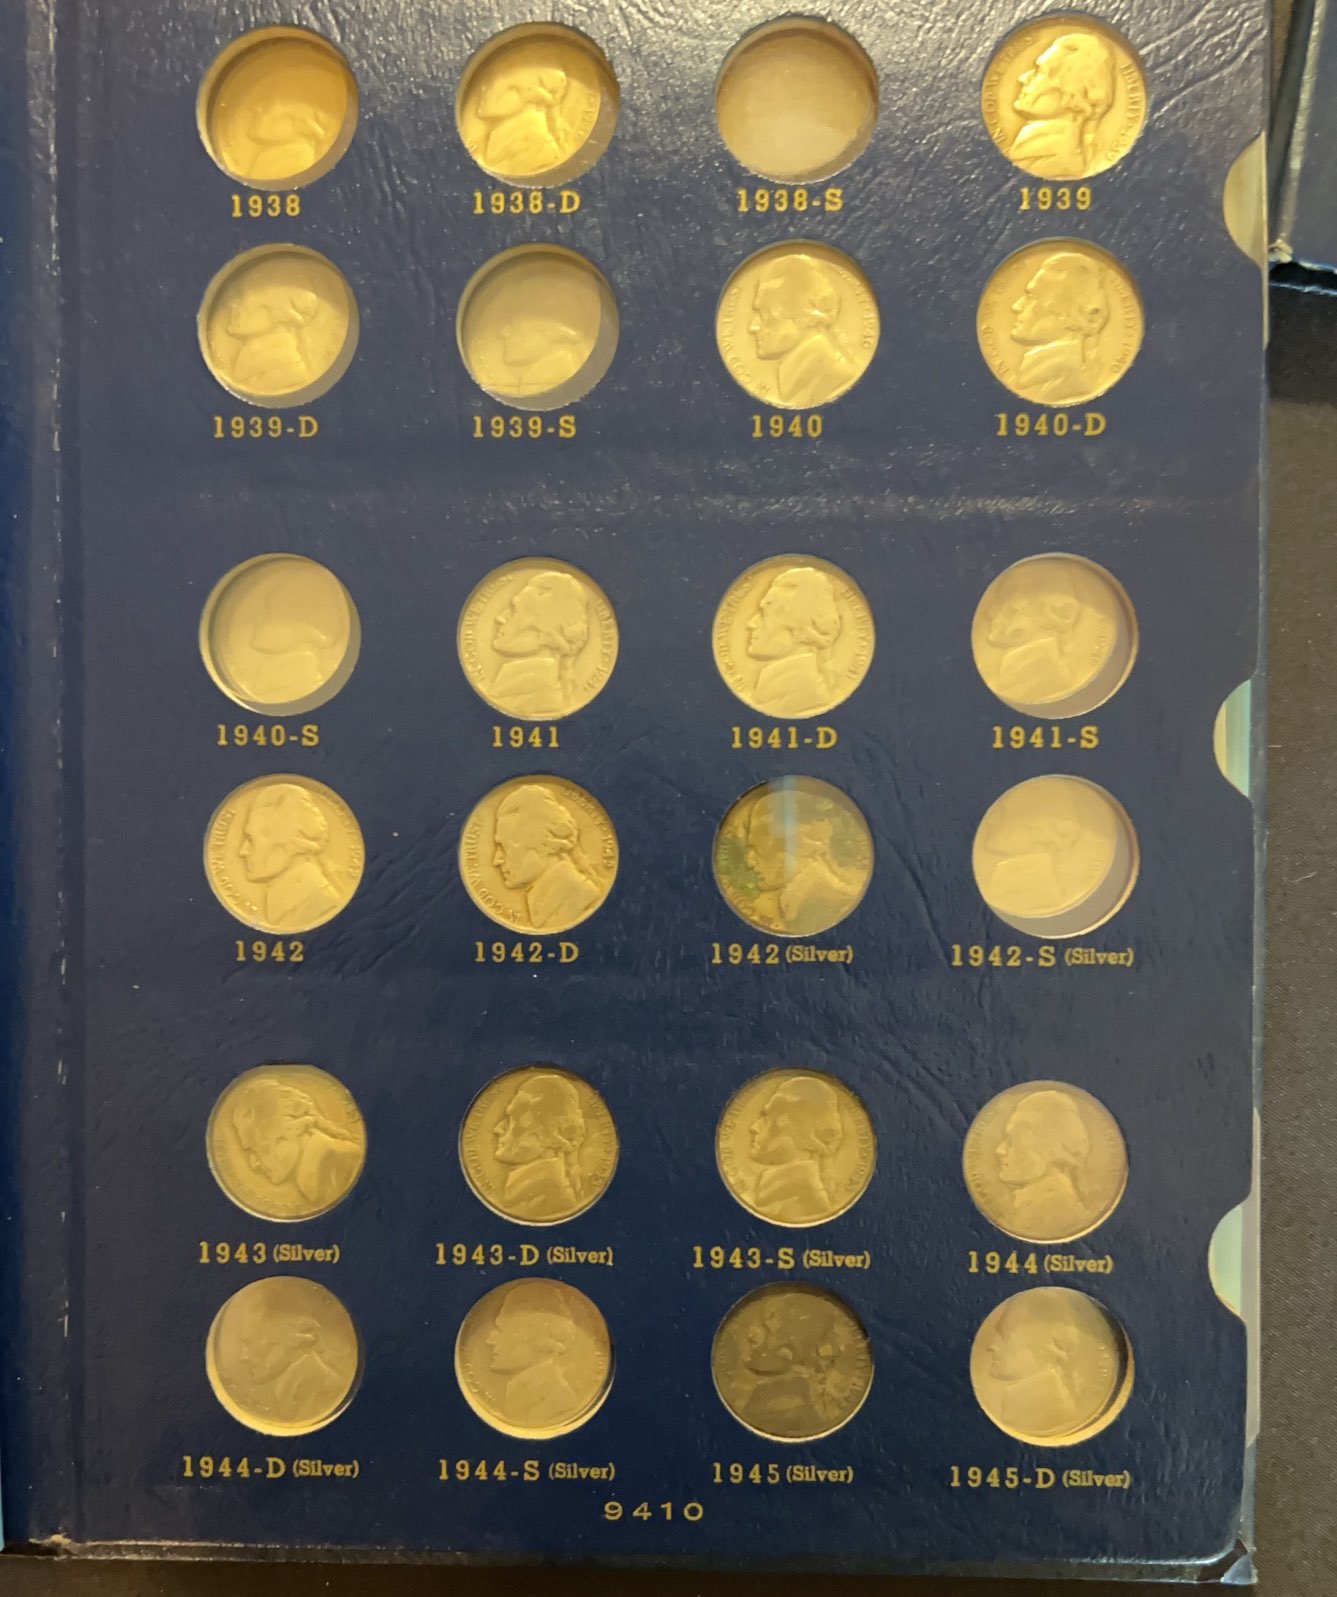 1938 1938-D 1938-S 1939
1939-D 1939-S 1940 1940-D
1940-S 1941 1941-D 1941-S
1942 1942-D 1942 (Silver) 1942-S (Silver)
1943 (Silver) 1943-D (Silver) 1943-S (Silver) 1944 (Silver)
1944-D (Silver) 1944-S (Silver) 1945 (Silver) 1945-D (Silver)
9410